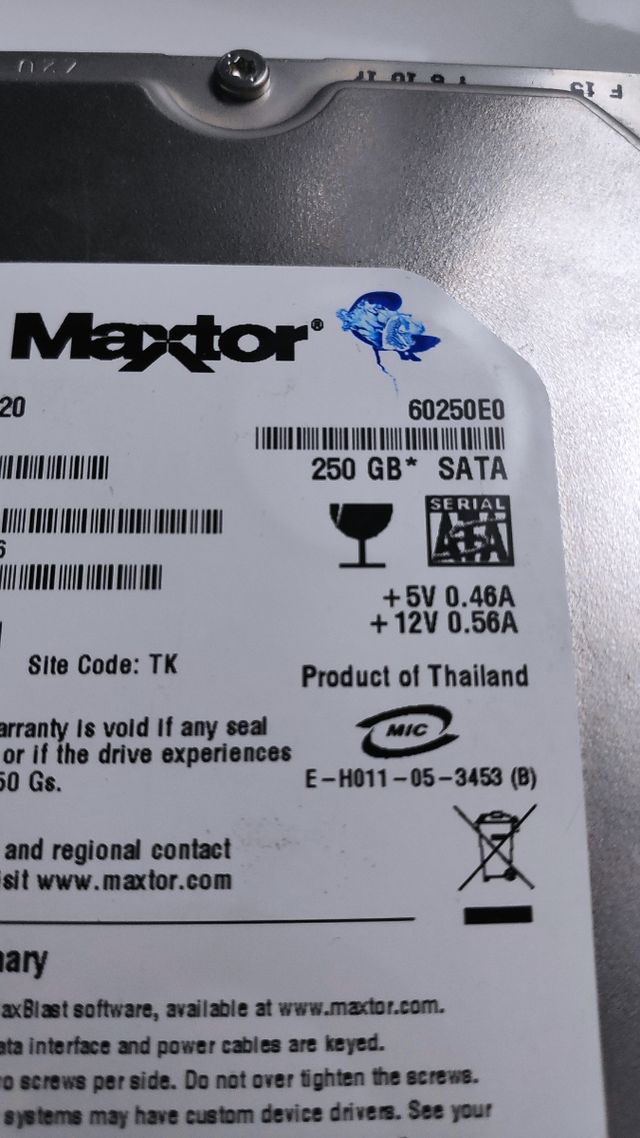 Maxtor®
20
60250E0
250 GB* SATA
SERIAL
ATA
6
+5V 0.46A
+12V 0.56A
Site Code: TK
Product of Thailand
arranty is void if any seal
or if the drive experiences
50 Gs.
MIC
E-H011-05-3453 (B)
and regional contact
isit www.maxtor.com
nary
axBlast software, available at www.maxtor.com.
ata interface and power cables are keyed.
o screws per side. Do not over tighten the screws.
systems may have custom device drivers. See your